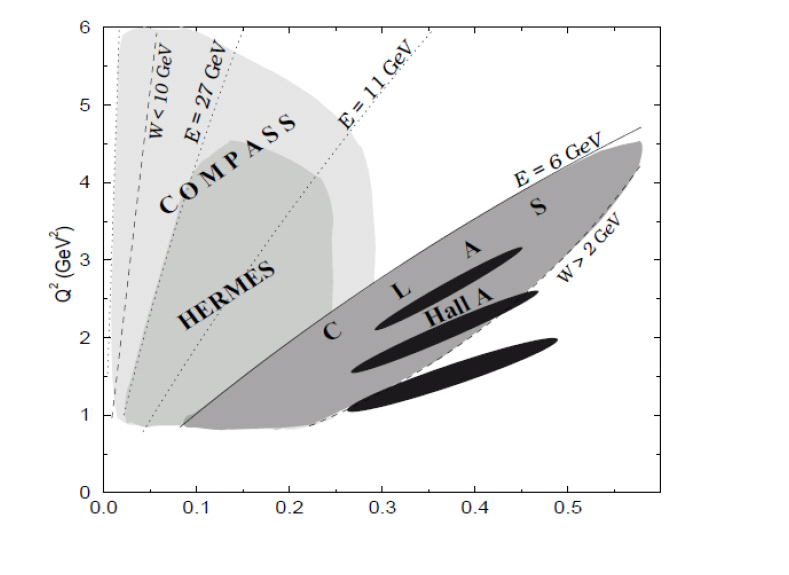 6
5
4
3
2
1
0
Q² (GeV²)
0.0 0.1 0.2 0.3 0.4 0.5
W < 10 GeV
E = 27 GeV
E = 11 GeV
E = 6 GeV
W > 2 GeV
COMPASS
HERMES
C L A S
Hall A